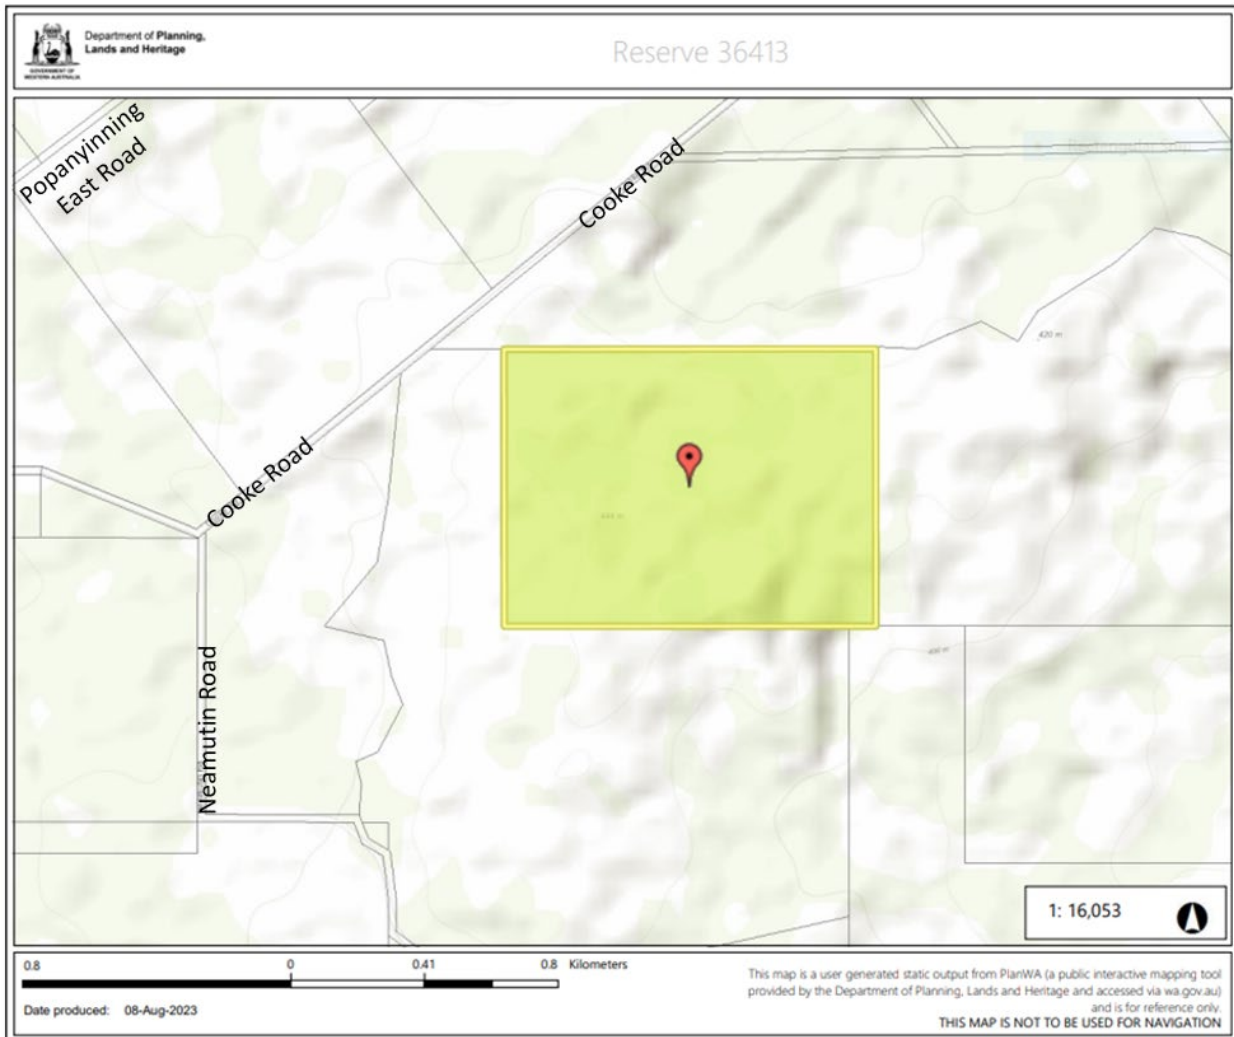 Department of Planning,
Lands and Heritage
GOVERNMENT OF
WESTERN AUSTRALIA
Reserve 36413
Popanyinning
East Road
Cooke Road
420 m
Cooke Road
Neamutin Road
1: 16,053
0.8 0 0.41 0.8 Kilometers
Date produced: 08-Aug-2023
This map is a user generated static output from PlanWA (a public interactive mapping tool
provided by the Department of Planning, Lands and Heritage and accessed via wa.gov.au)
and is for reference only.
THIS MAP IS NOT TO BE USED FOR NAVIGATION